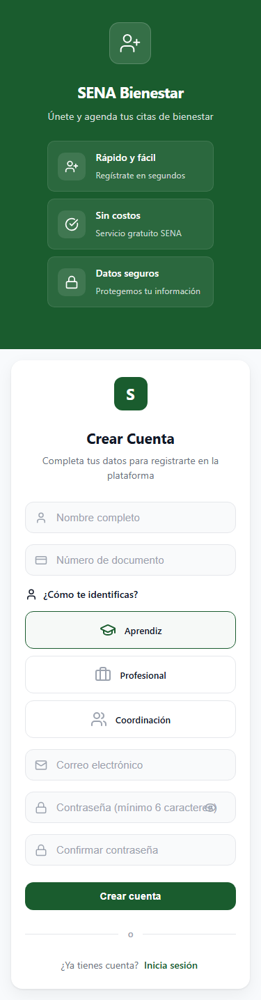 SENA Bienestar
Únete y agenda tus citas de bienestar
Rápido y fácil
Regístrate en segundos
Sin costos
Servicio gratuito SENA
Datos seguros
Protegemos tu información
S
Crear Cuenta
Completa tus datos para registrarte en la
plataforma
Nombre completo
Número de documento
¿Cómo te identificas?
Aprendiz
Profesional
Coordinación
Correo electrónico
Contraseña (mínimo 6 caracteres)
Confirmar contraseña
Crear cuenta
o
¿Ya tienes cuenta? Inicia sesión